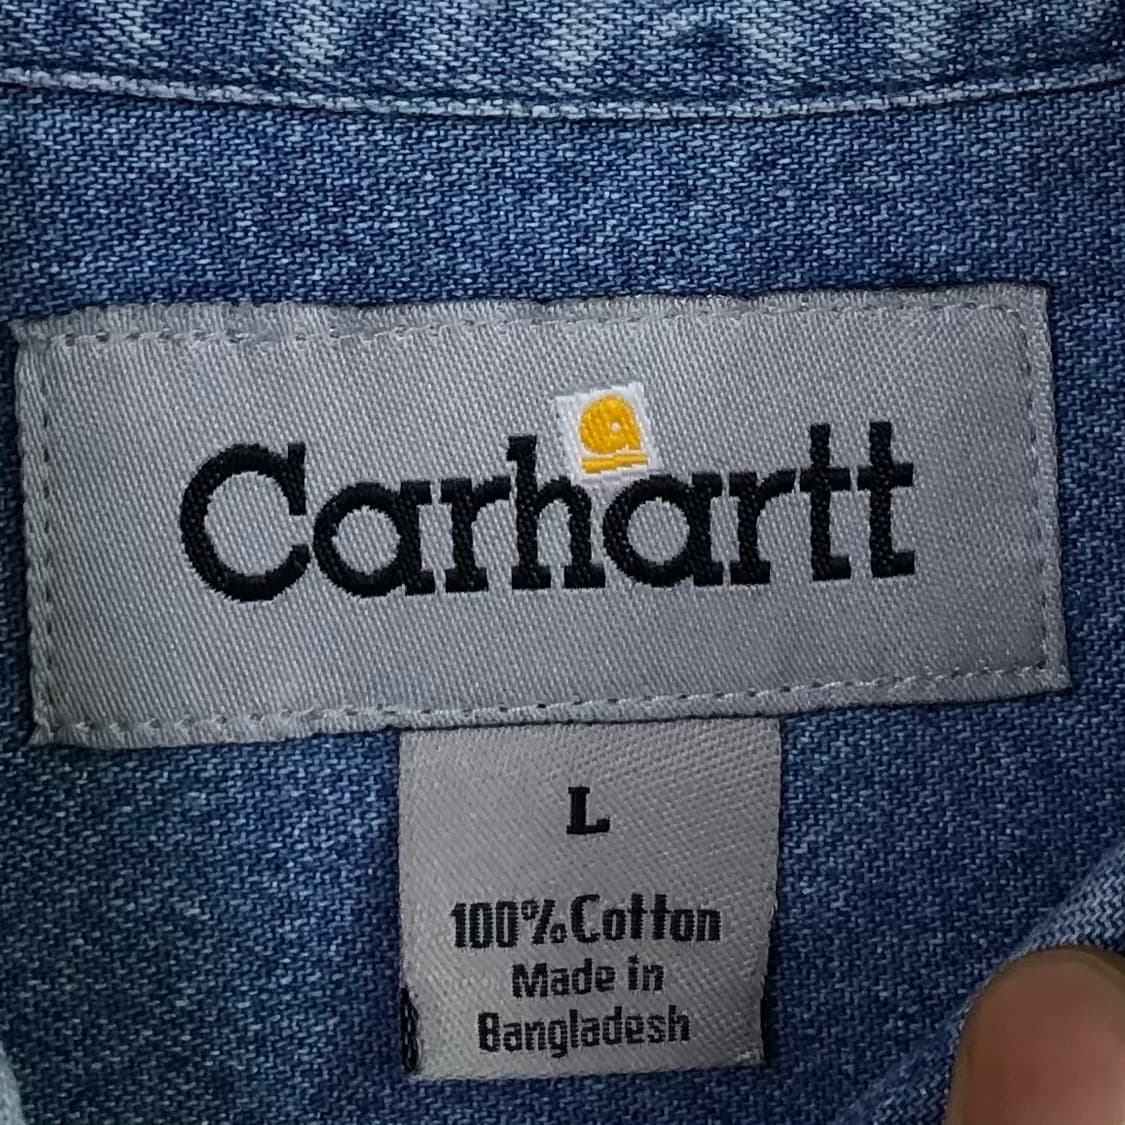 Carhartt
L
100% Cotton
Made in
Bangladesh